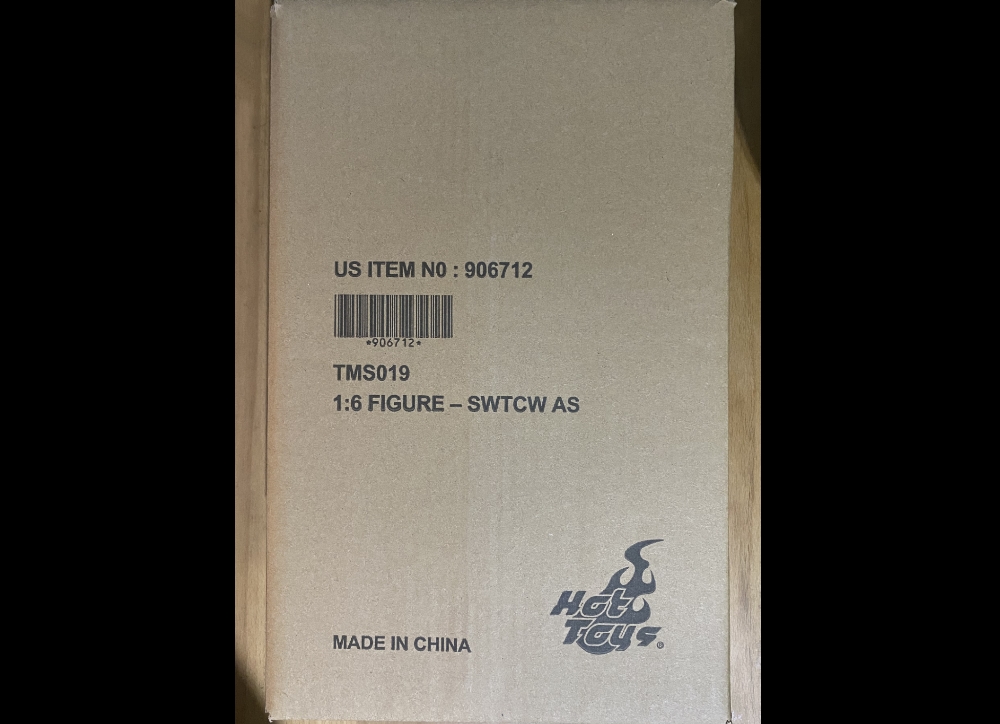 US ITEM N0 : 906712
*906712*
TMS019
1:6 FIGURE – SWTCW AS
Hot
Toys®
MADE IN CHINA